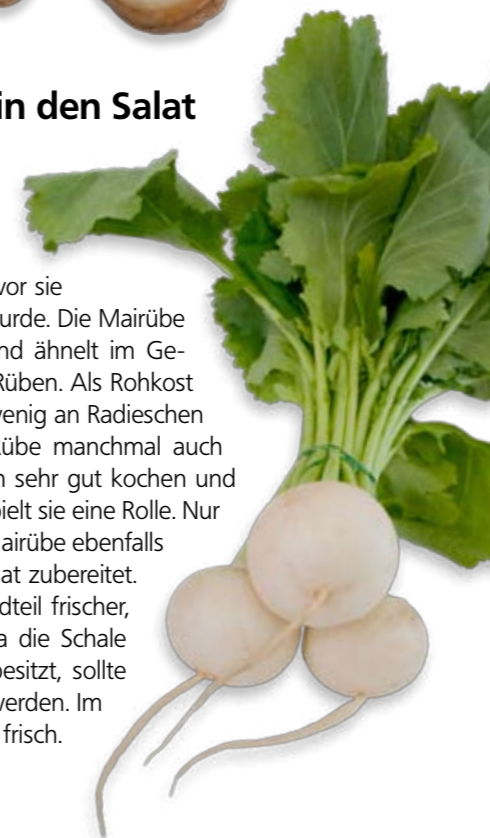 in den Salat
vor sie
urde. Die Mairübe
nd ähnelt im Ge-
Rüben. Als Rohkost
wenig an Radieschen
übe manchmal auch
n sehr gut kochen und
ielt sie eine Rolle. Nur
airübe ebenfalls
at zubereitet.
dteil frischer,
a die Schale
besitzt, sollte
werden. Im
frisch.